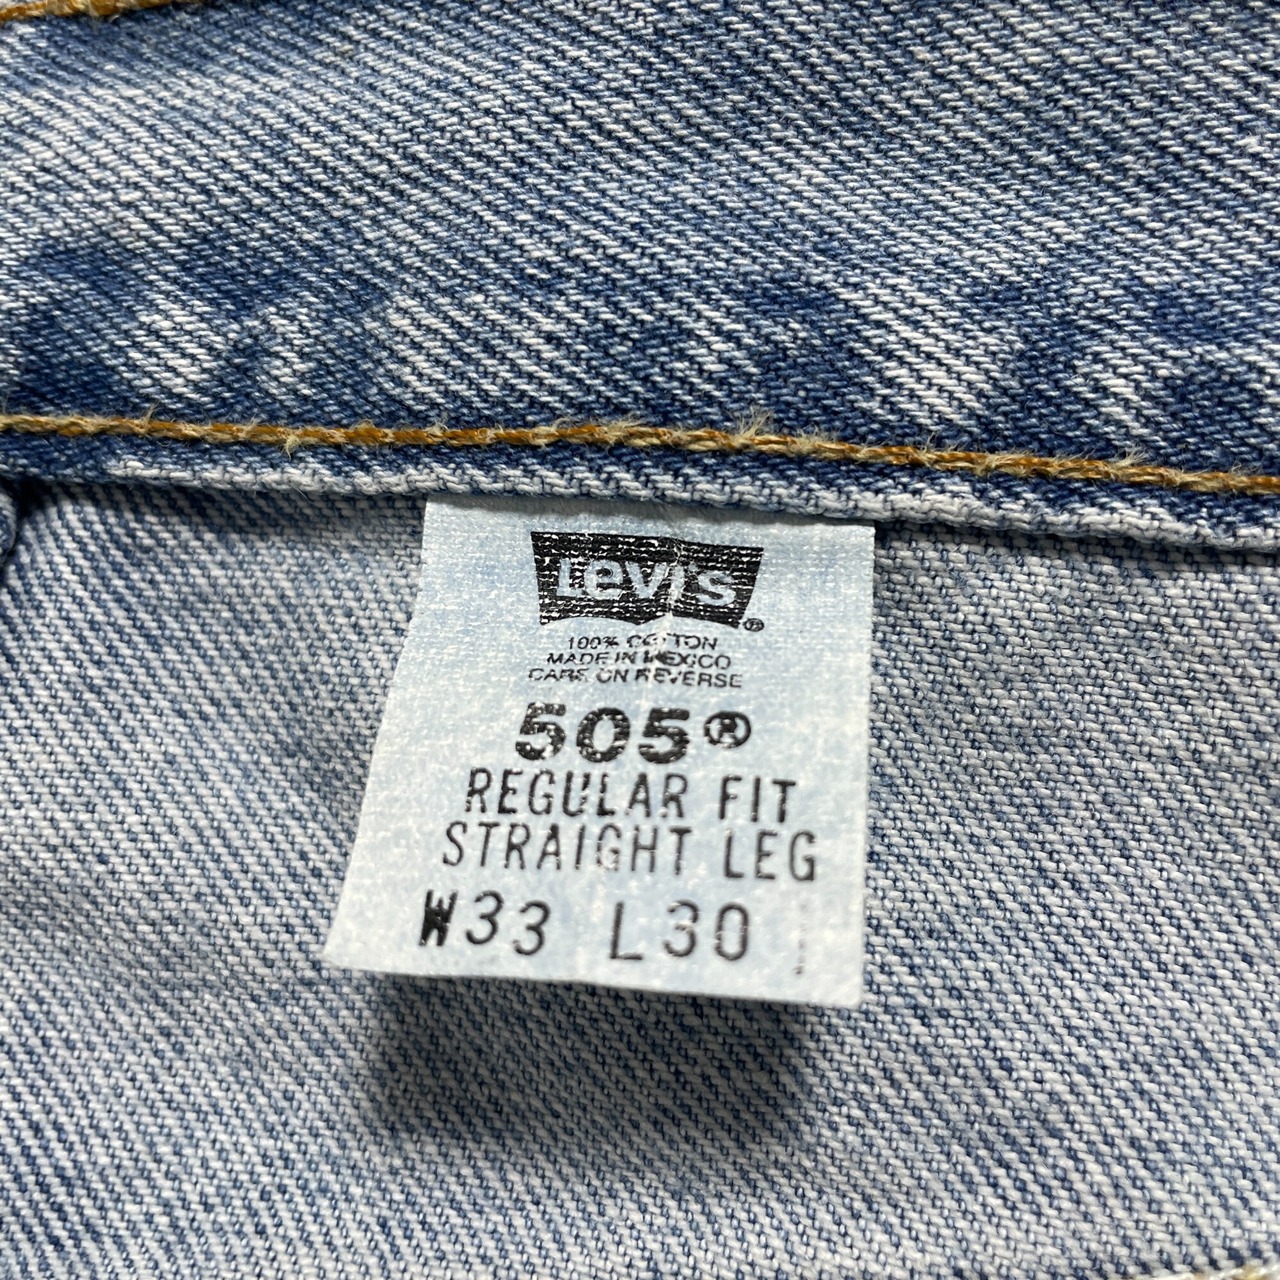 Levi's®
100% COTTON
MADE IN MEXICO
CARE ON REVERSE
505®
REGULAR FIT
STRAIGHT LEG
W33 L30